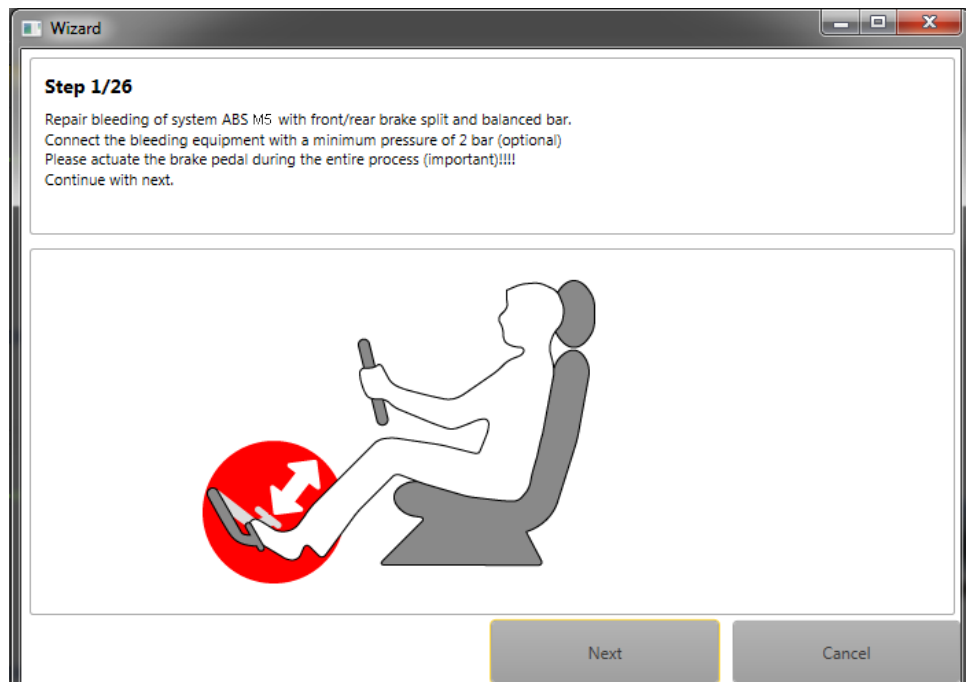 Wizard
Step 1/26
Repair bleeding of system ABS M5 with front/rear brake split and balanced bar.
Connect the bleeding equipment with a minimum pressure of 2 bar (optional)
Please actuate the brake pedal during the entire process (important)!!!!
Continue with next.
Next
Cancel